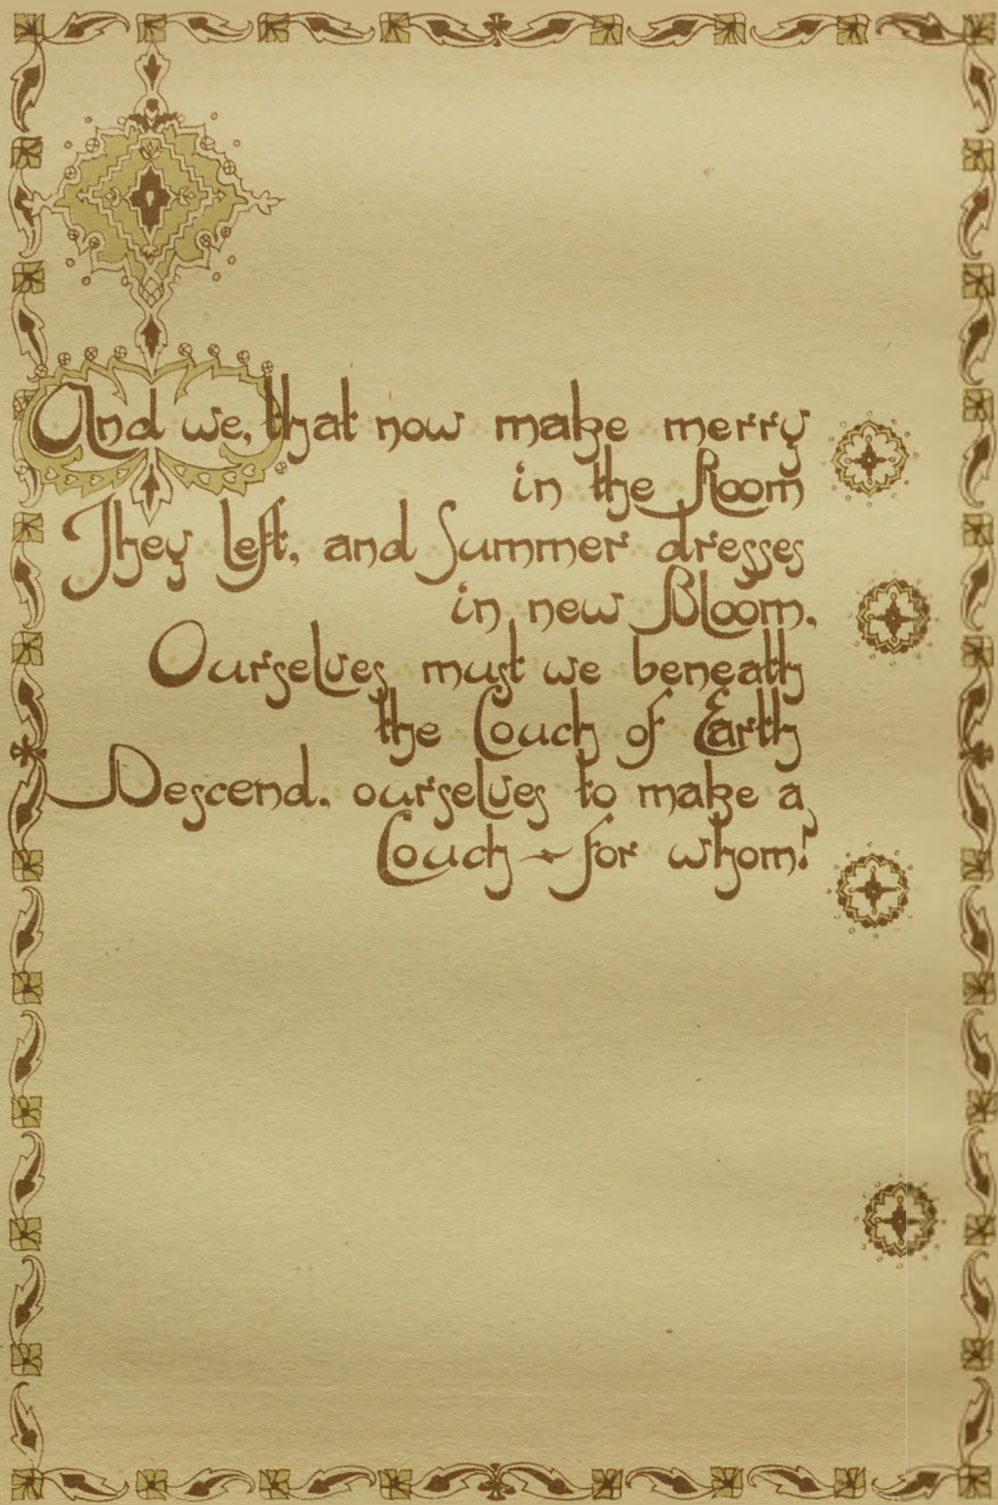 And we, that now make merry
in the Room
They left, and Summer dresses
in new Bloom,
Ourselves must we beneath
the Couch of Earth
Descend, ourselves to make a
Couch - for whom!